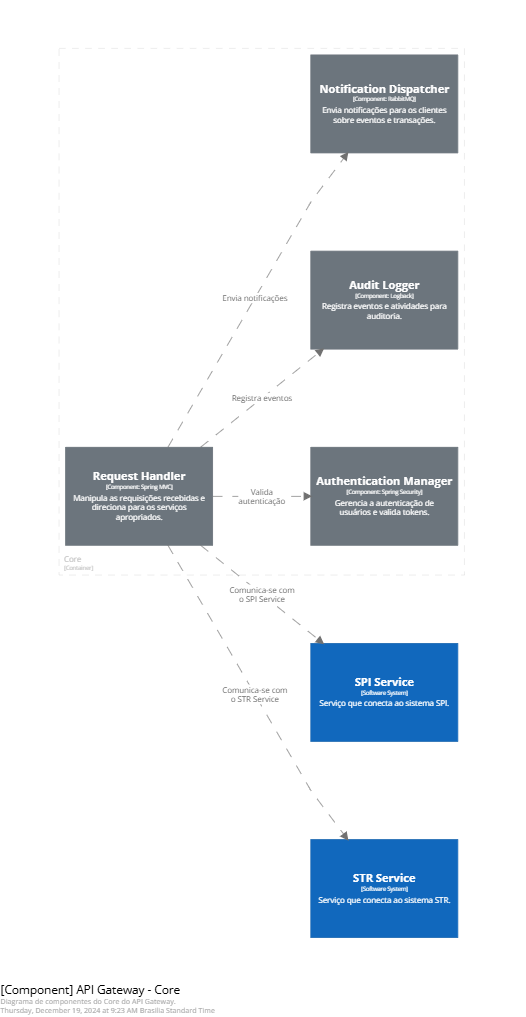 Notification Dispatcher
[Component: RabbitMQ]
Envia notificações para os clientes
sobre eventos e transações.
Envia notificações
Audit Logger
[Component: Logback]
Registra eventos e atividades para
auditoria.
Registra eventos
Request Handler
[Component: Spring MVC]
Manipula as requisições recebidas e
direciona para os serviços
apropriados.
Valida
autenticação
Authentication Manager
[Component: Spring Security]
Gerencia a autenticação de
usuários e valida tokens.
Core
[Container]
Comunica-se com
o SPI Service
SPI Service
[Software System]
Serviço que conecta ao sistema SPI.
Comunica-se com
o STR Service
STR Service
[Software System]
Serviço que conecta ao sistema STR.
[Component] API Gateway - Core
Diagrama de componentes do Core do API Gateway.
Thursday, December 19, 2024 at 9:23 AM Brasilia Standard Time